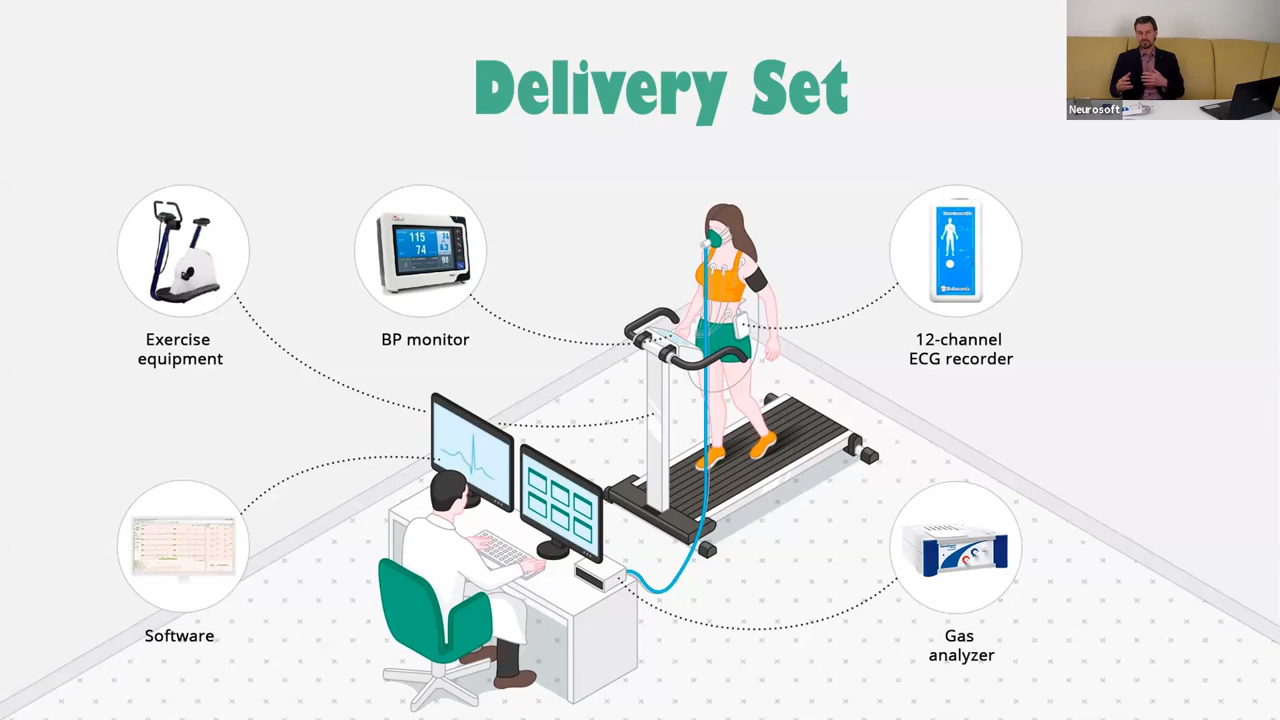 Delivery Set
Neurosoft
Exercise
equipment
BP monitor
115
74
12-channel
ECG recorder
Software
Gas
analyzer